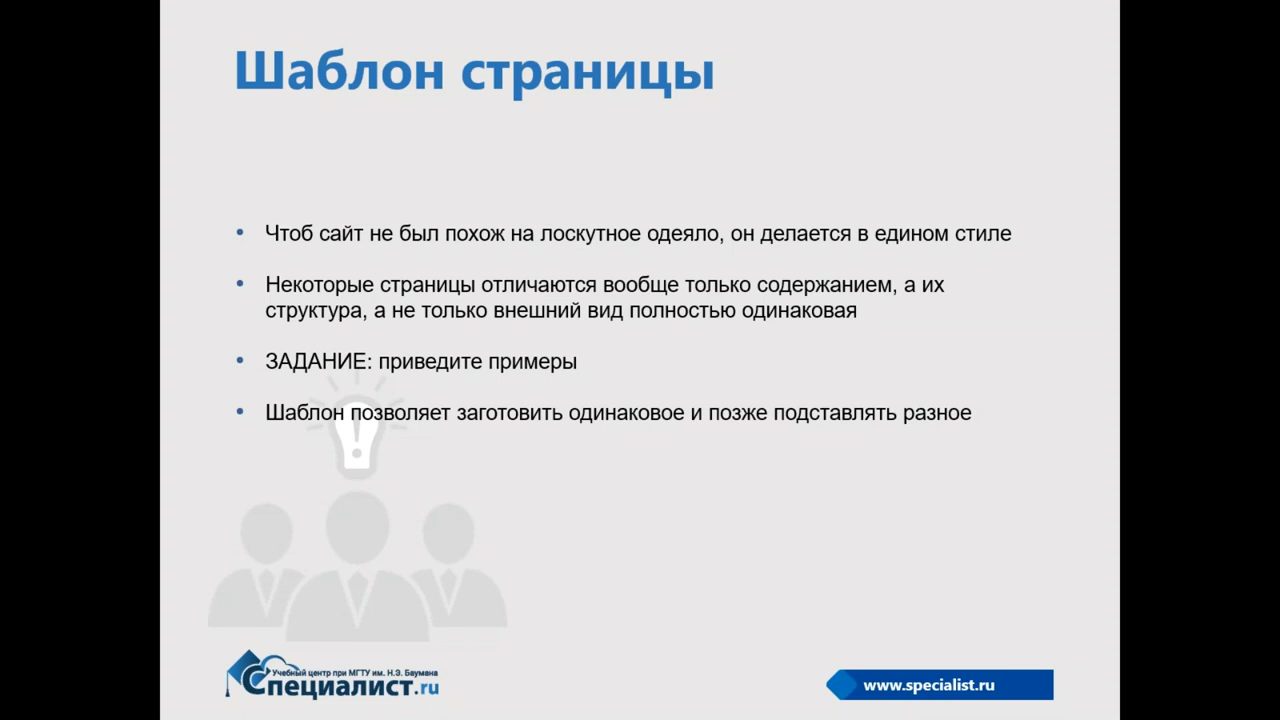 Шаблон страницы
• Чтоб сайт не был похож на лоскутное одеяло, он делается в едином стиле
• Некоторые страницы отличаются вообще только содержанием, а их
структура, а не только внешний вид полностью одинаковая
• ЗАДАНИЕ: приведите примеры
• Шаблон позволяет заготовить одинаковое и позже подставлять разное
Учебный центр при МГТУ им. Н.Э. Баумана
Специалист.ru
www.specialist.ru